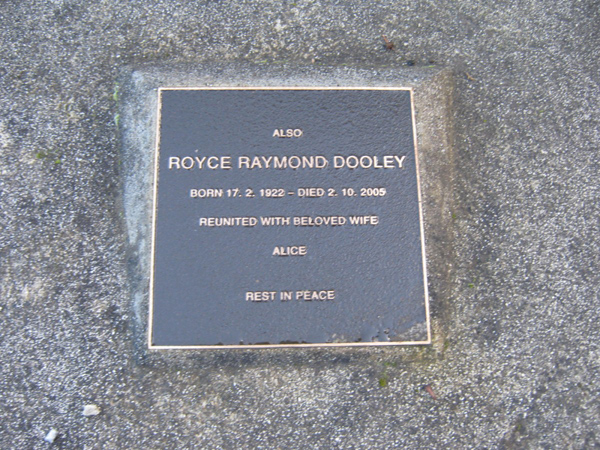 ALSO
ROYCE RAYMOND DOOLEY
BORN 17. 2. 1922 – DIED 2. 10. 2005
REUNITED WITH BELOVED WIFE
ALICE
REST IN PEACE